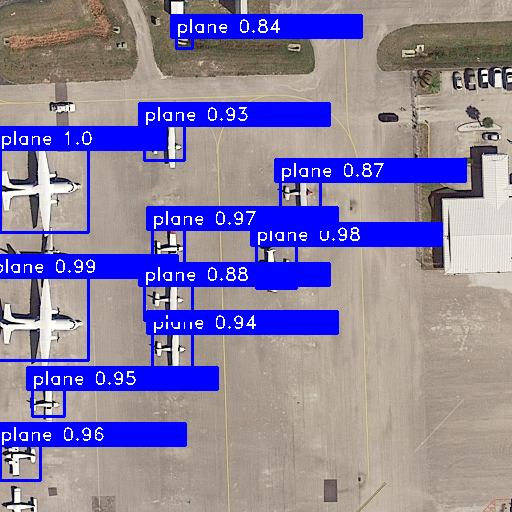 plane 0.84
plane 0.93
plane 1.0
plane 0.87
plane 0.97
plane 0.98
plane 0.99
plane 0.88
plane 0.94
plane 0.95
plane 0.96